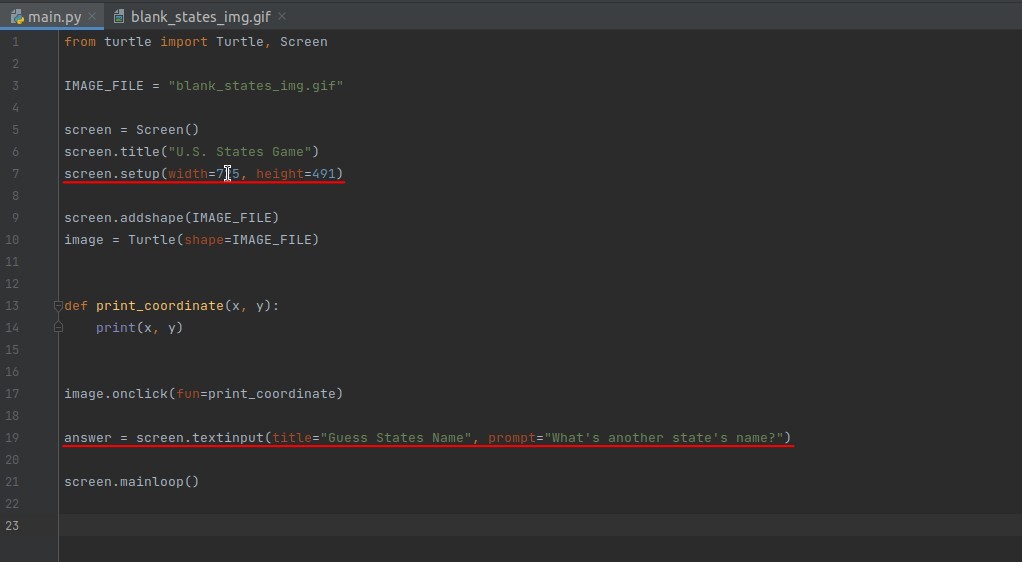 main.py
blank_states_img.gif
1 from turtle import Turtle, Screen
2
3 IMAGE_FILE = "blank_states_img.gif"
4
5 screen = Screen()
6 screen.title("U.S. States Game")
7 screen.setup(width= height=491)
8
9 screen.addshape(IMAGE_FILE)
10 image = Turtle(shape=IMAGE_FILE)
11
12
13 def print_coordinate(x, y):
14     print(x, y)
15
16
17 image.onclick(fun=print_coordinate)
18
19 answer = screen.textinput(title="Guess States Name", prompt="What's another state's name?")
20
21 screen.mainloop()
22
23